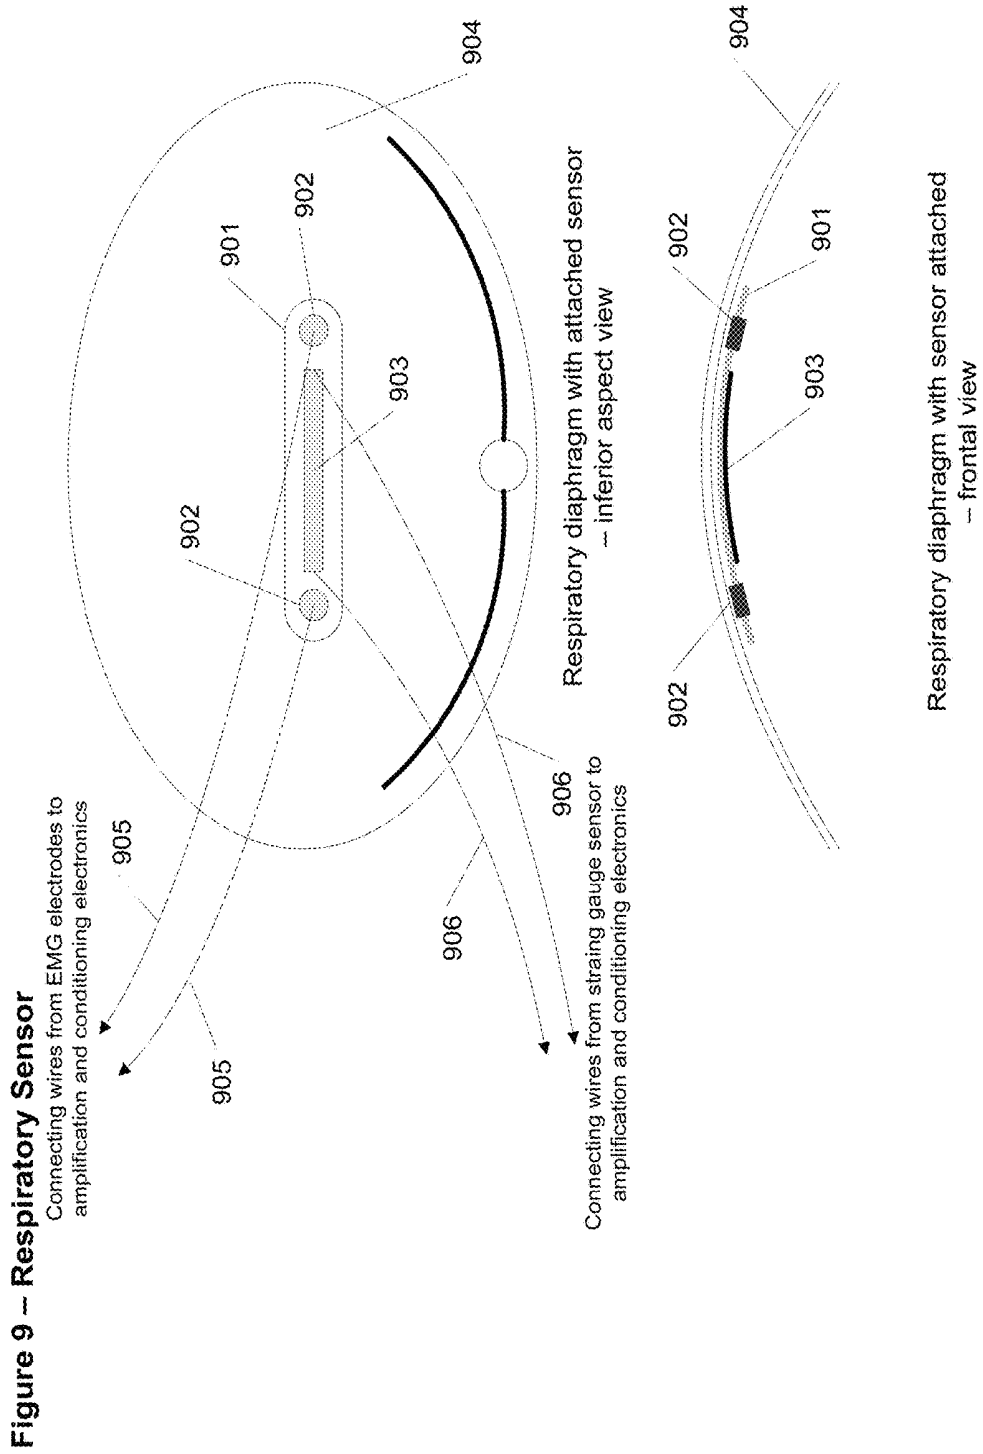 Figure 9 – Respiratory Sensor
Connecting wires from EMG electrodes to
amplification and conditioning electronics
905
905
902
901
902
904
903
906
906
Connecting wires from straing gauge sensor to
amplification and conditioning electronics
Respiratory diaphragm with attached sensor
– inferior aspect view
902
903
902
901
904
Respiratory diaphragm with sensor attached
– frontal view